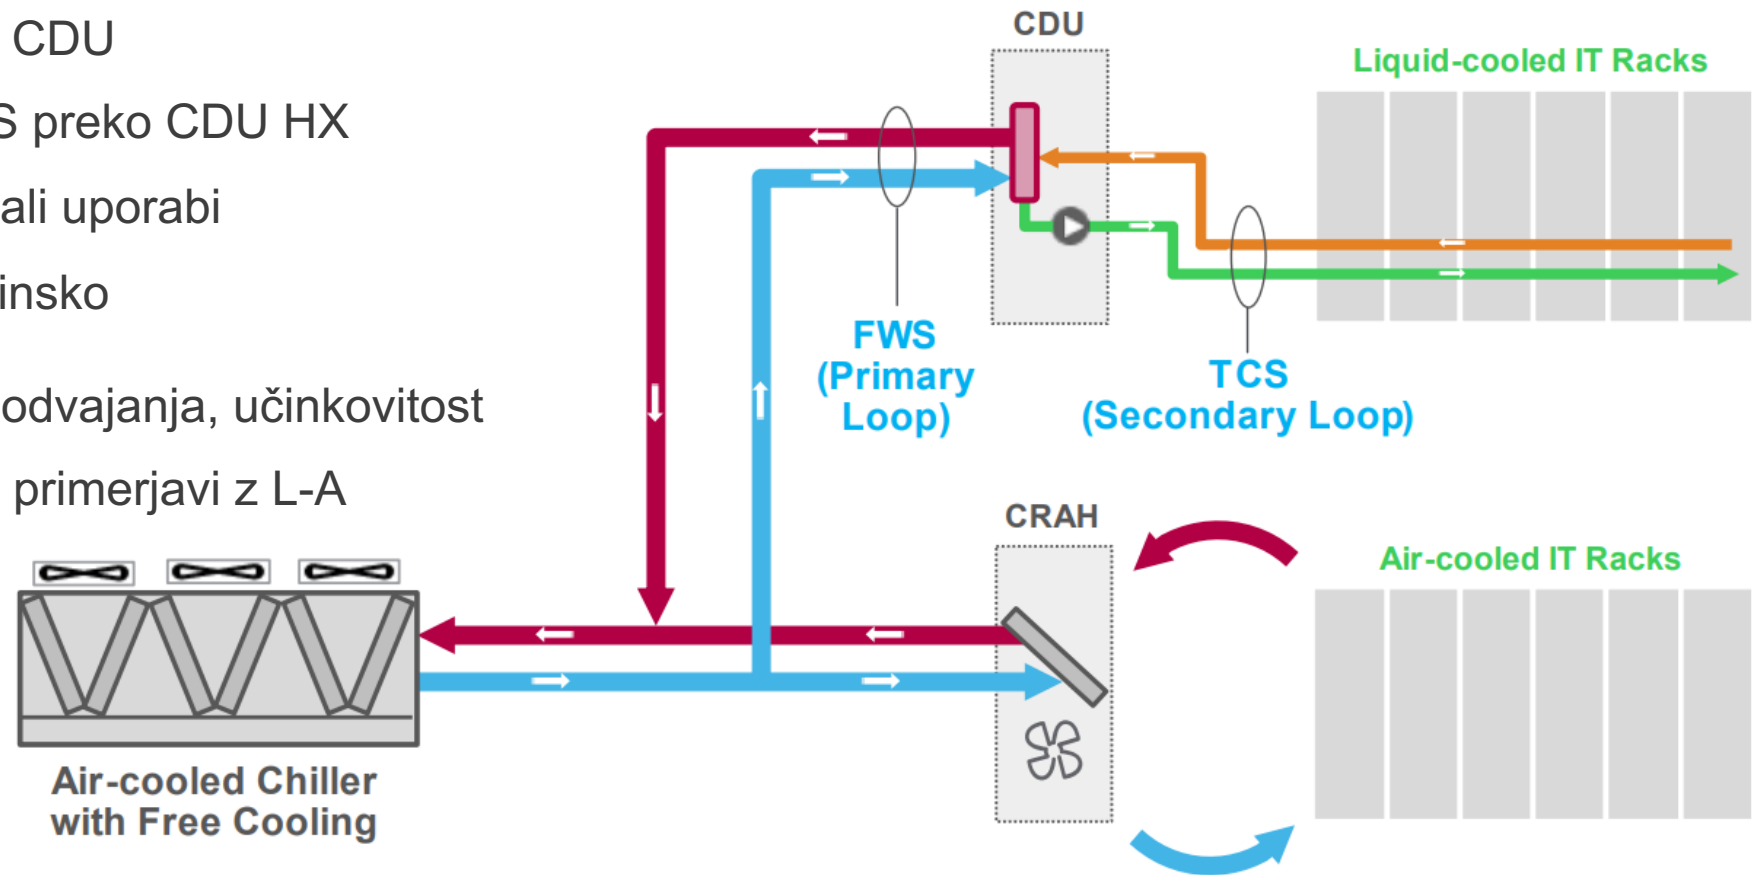 CDU
S preko CDU HX
ali uporabi
insko
odvajanja, učinkovitost
primerjavi z L-A
CDU
Liquid-cooled IT Racks
FWS
(Primary
Loop)
TCS
(Secondary Loop)
CRAH
Air-cooled IT Racks
Air-cooled Chiller
with Free Cooling